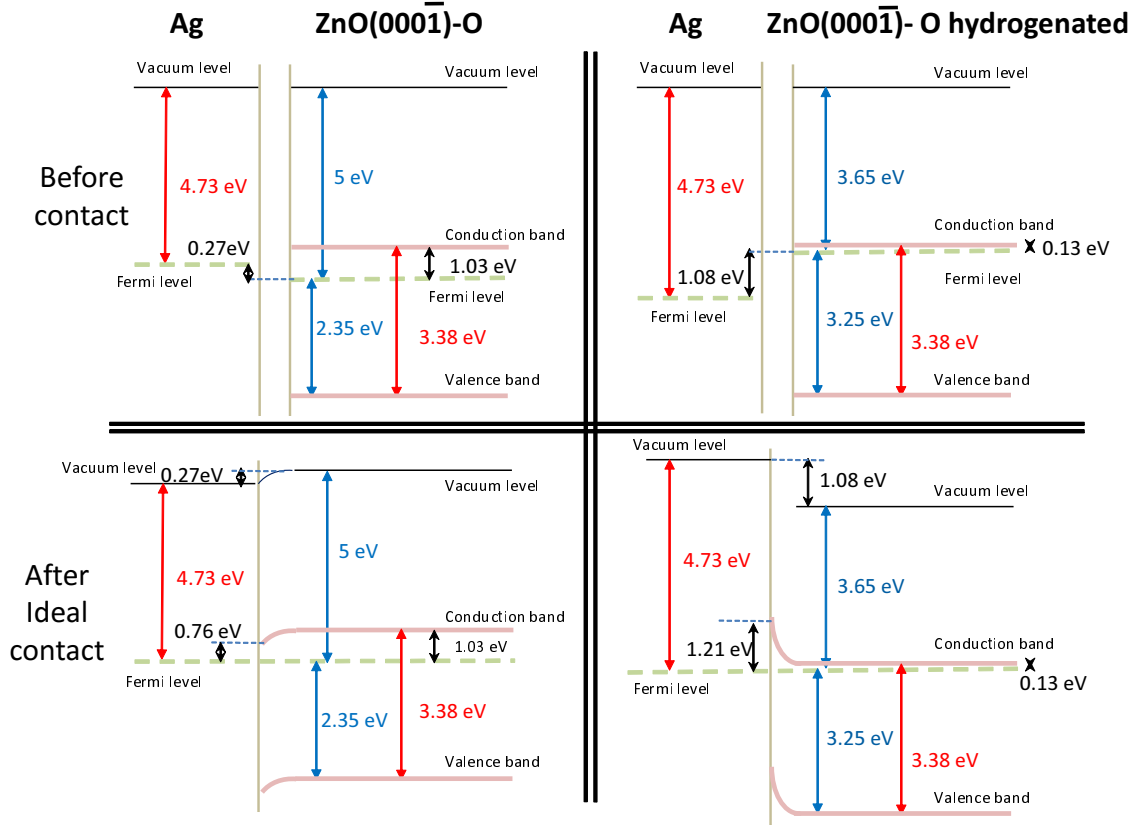 Ag
ZnO(0001̅)-O
Ag
ZnO(0001̅)- O hydrogenated
Before
contact
Vacuum level
Vacuum level
4.73 eV
5 eV
0.27eV
Fermi level
Conduction band
1.03 eV
Fermi level
2.35 eV
3.38 eV
Valence band
Vacuum level
Vacuum level
4.73 eV
3.65 eV
Conduction band
0.13 eV
1.08 eV
Fermi level
Fermi level
3.25 eV
3.38 eV
Valence band
After
Ideal
contact
Vacuum level
0.27eV
Vacuum level
4.73 eV
5 eV
0.76 eV
Conduction band
1.03 eV
Fermi level
2.35 eV
3.38 eV
Valence band
Vacuum level
1.08 eV
Vacuum level
4.73 eV
3.65 eV
1.21 eV
Conduction band
0.13 eV
Fermi level
3.25 eV
3.38 eV
Valence band